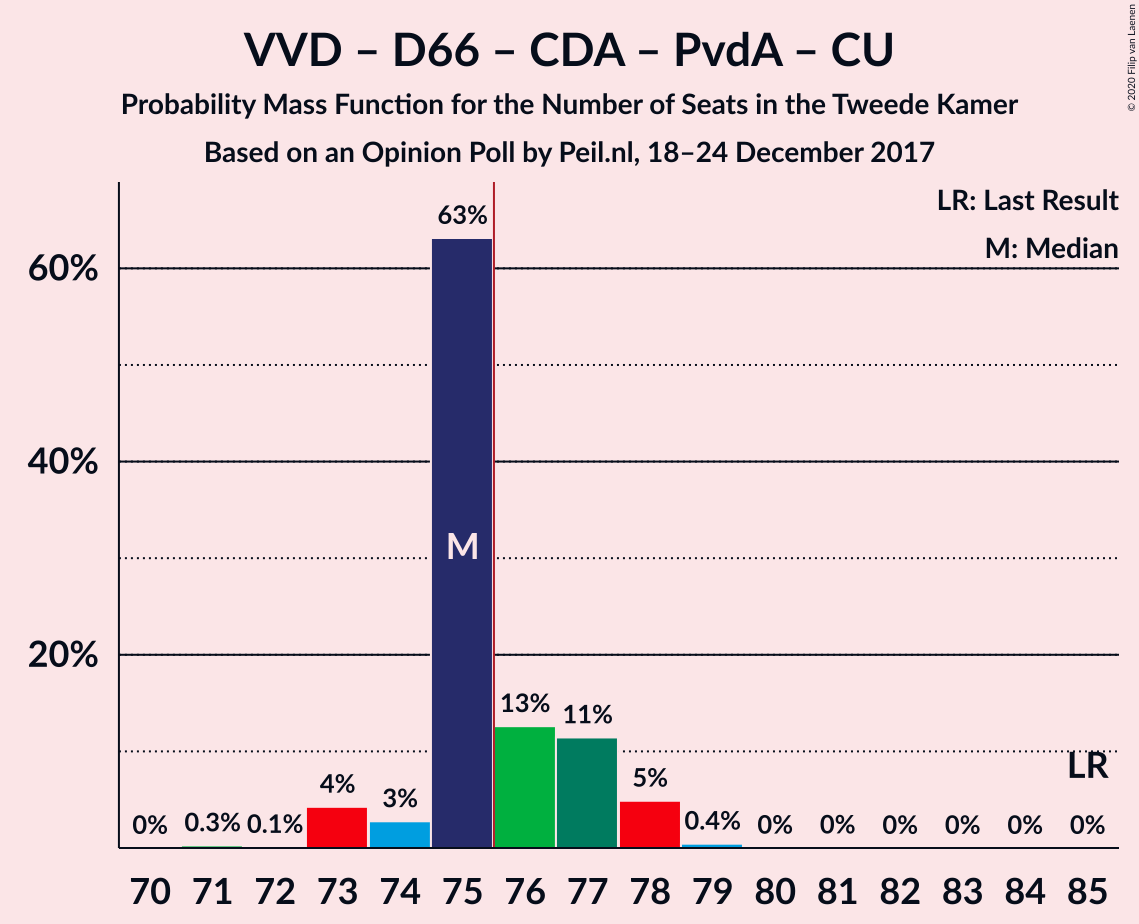 VVD – D66 – CDA – PvdA – CU
Probability Mass Function for the Number of Seats in the Tweede Kamer
Based on an Opinion Poll by Peil.nl, 18–24 December 2017
© 2020 Filip van Laenen
LR: Last Result
M: Median
60%
40%
20%
0% 0.3% 0.1% 4% 3% 63% 13% 11% 5% 0.4% 0% 0% 0% 0% 0% 0%
M
LR
70 71 72 73 74 75 76 77 78 79 80 81 82 83 84 85